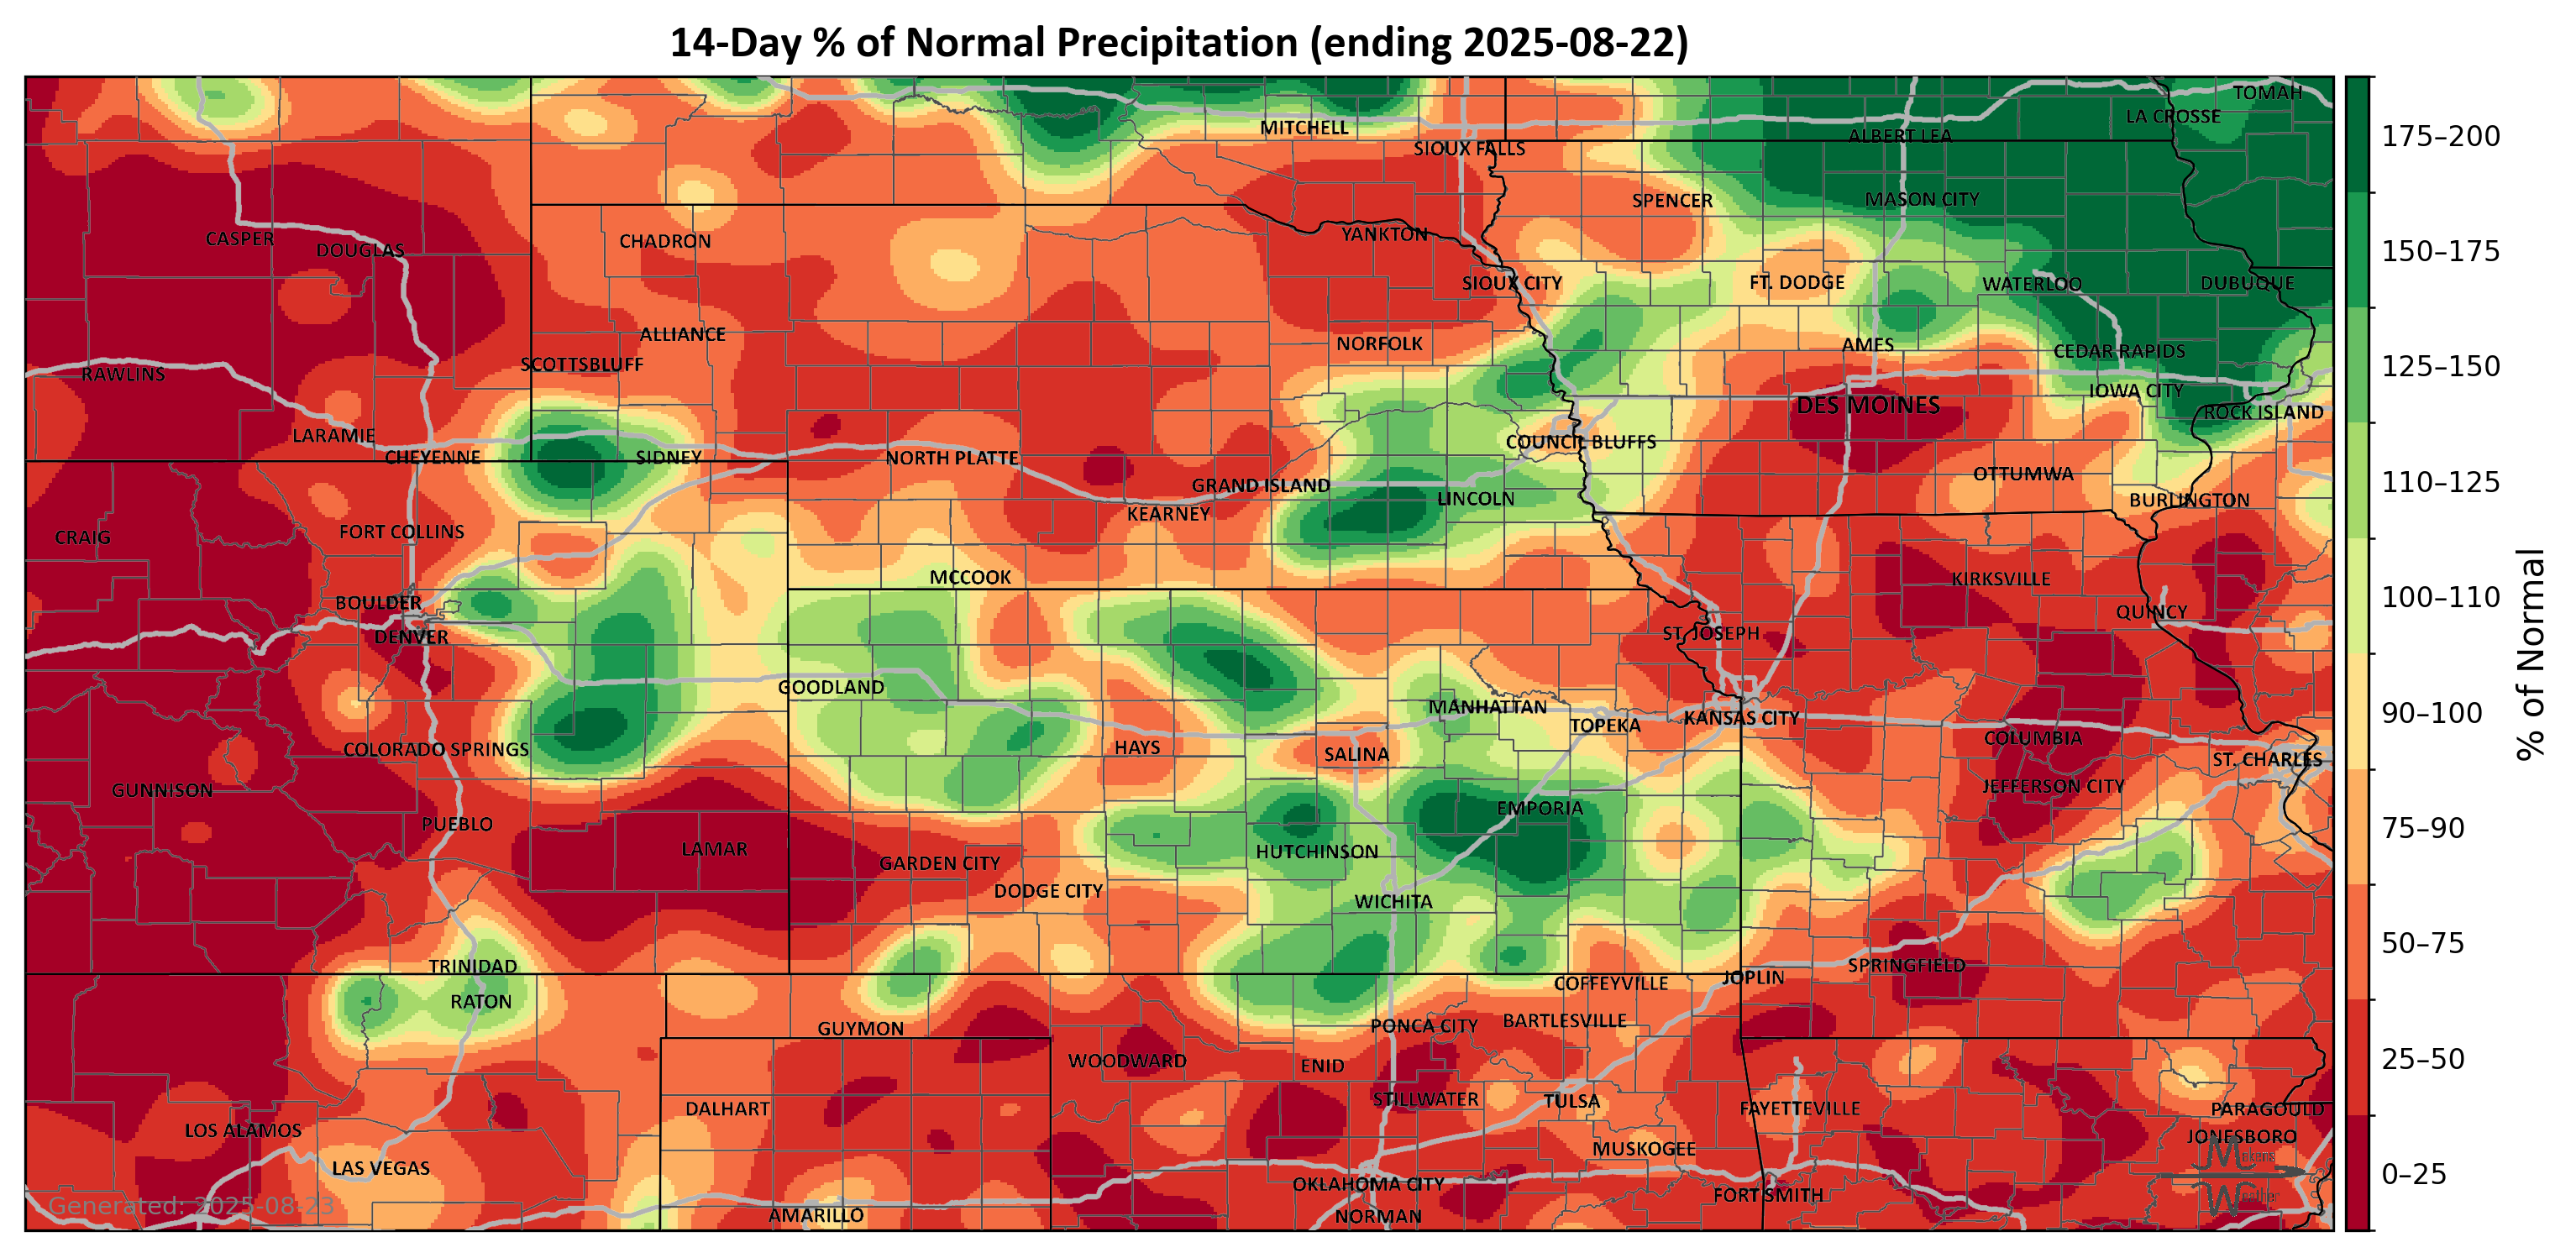 14-Day % of Normal Precipitation (ending 2025-08-22)
TOMAH
LA CROSSE
MITCHELL
ALBERT LEA
SIOUX FALLS
SPENCER
MASON CITY
YANKTON
CASPER
CHADRON
DOUGLAS
SIOUX CITY
FT. DODGE
WATERLOO
DUBUQUE
ALLIANCE
NORFOLK
AMES
CEDAR RAPIDS
SCOTTSBLUFF
RAWLINS
IOWA CITY
DES MOINES
ROCK ISLAND
LARAMIE
COUNCIL BLUFFS
CHEYENNE
SIDNEY
NORTH PLATTE
OTTUMWA
GRAND ISLAND
LINCOLN
BURLINGTON
KEARNEY
FORT COLLINS
CRAIG
MCCOOK
KIRKSVILLE
BOULDER
QUINCY
DENVER
ST. JOSEPH
GOODLAND
MANHATTAN
KANSAS CITY
TOPEKA
COLUMBIA
COLORADO SPRINGS
HAYS
SALINA
ST. CHARLES
GUNNISON
JEFFERSON CITY
EMPORIA
PUEBLO
LAMAR
HUTCHINSON
GARDEN CITY
DODGE CITY
WICHITA
TRINIDAD
SPRINGFIELD
JOPLIN
COFFEYVILLE
RATON
BARTLESVILLE
PONCA CITY
GUYMON
WOODWARD
ENID
STILLWATER
TULSA
DALHART
FAYETTEVILLE
PARAGOULD
LOS ALAMOS
JONESBORO
MUSKOGEE
LAS VEGAS
OKLAHOMA CITY
FORT SMITH
AMARILLO
NORMAN
Generated: 2025-08-23
175–200
150–175
125–150
110–125
100–110
90–100
75–90
50–75
25–50
0–25
% of Normal